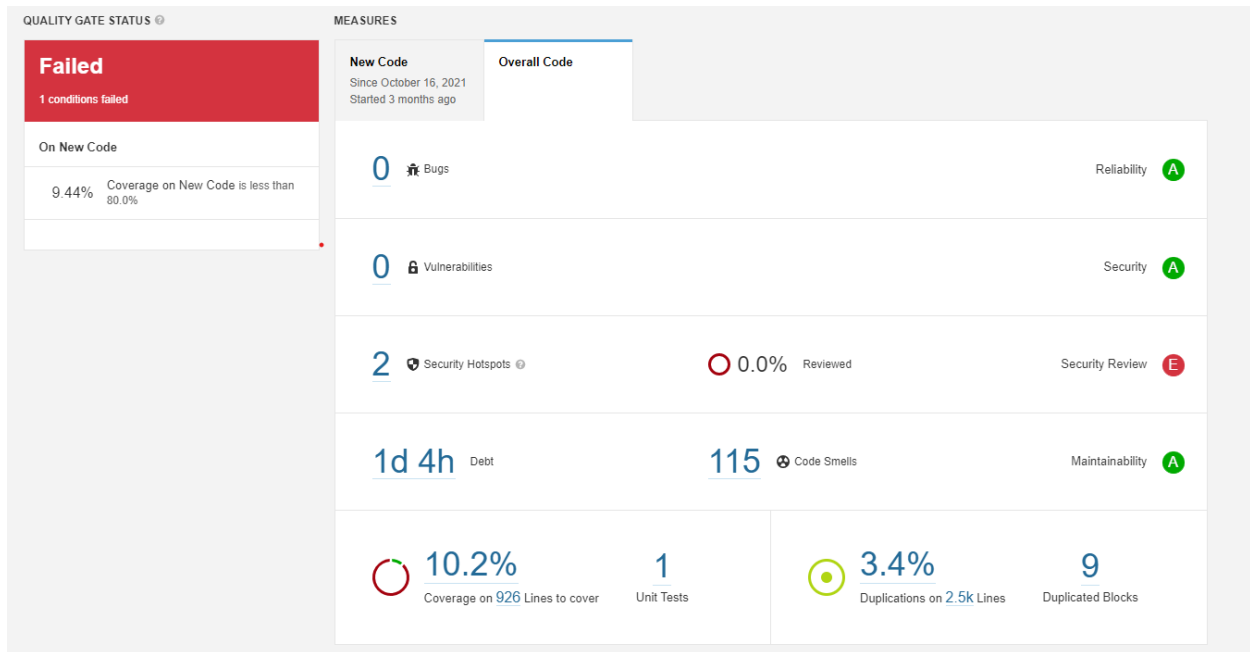 QUALITY GATE STATUS
MEASURES
Failed
1 conditions failed
On New Code
9.44%
Coverage on New Code is less than
80.0%
New Code
Since October 16, 2021
Started 3 months ago
Overall Code
0 Bugs
Reliability A
0 Vulnerabilities
Security A
2 Security Hotspots ?
0.0% Reviewed
Security Review E
1d 4h Debt
115 Code Smells
Maintainability A
10.2%
Coverage on 926 Lines to cover
1
Unit Tests
3.4%
Duplications on 2.5k Lines
9
Duplicated Blocks